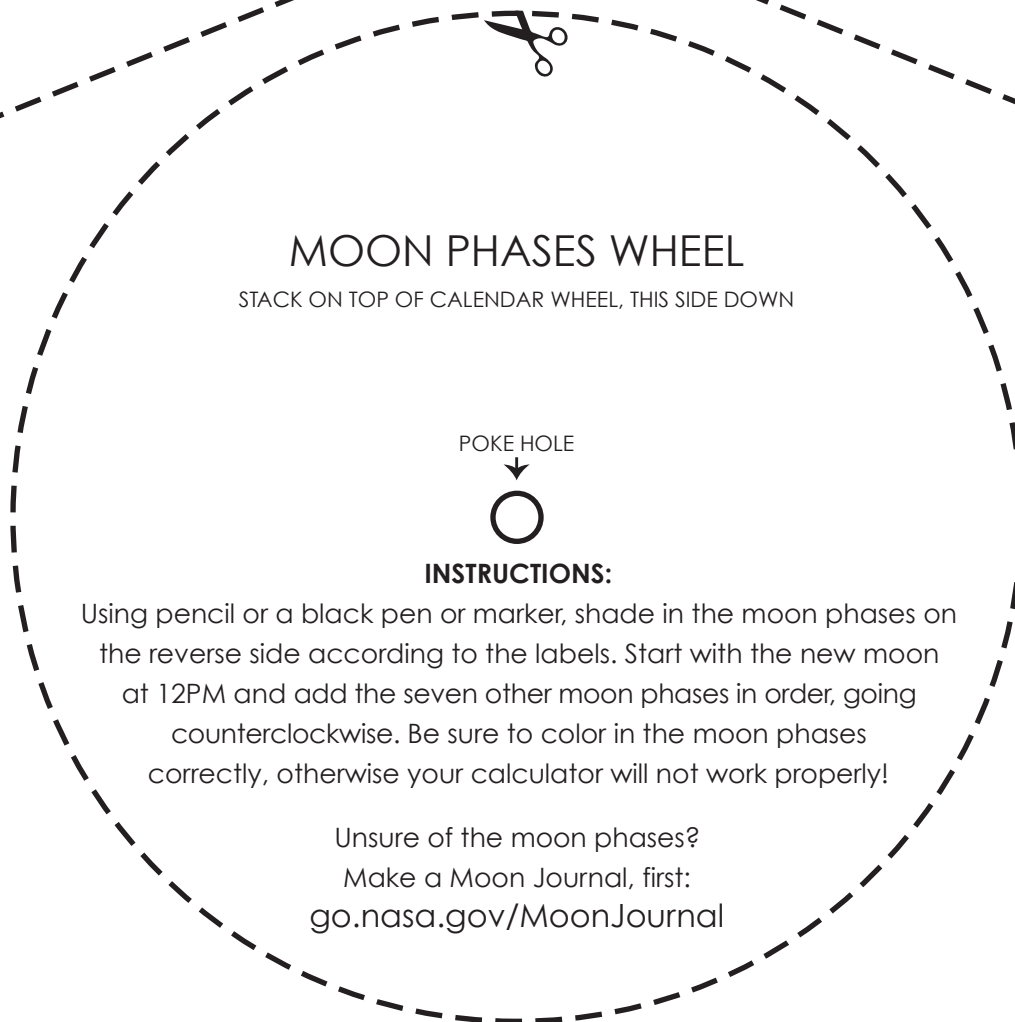 MOON PHASES WHEEL
STACK ON TOP OF CALENDAR WHEEL, THIS SIDE DOWN
POKE HOLE
INSTRUCTIONS:
Using pencil or a black pen or marker, shade in the moon phases on
the reverse side according to the labels. Start with the new moon
at 12PM and add the seven other moon phases in order, going
counterclockwise. Be sure to color in the moon phases
correctly, otherwise your calculator will not work properly!
Unsure of the moon phases?
Make a Moon Journal, first:
go.nasa.gov/MoonJournal